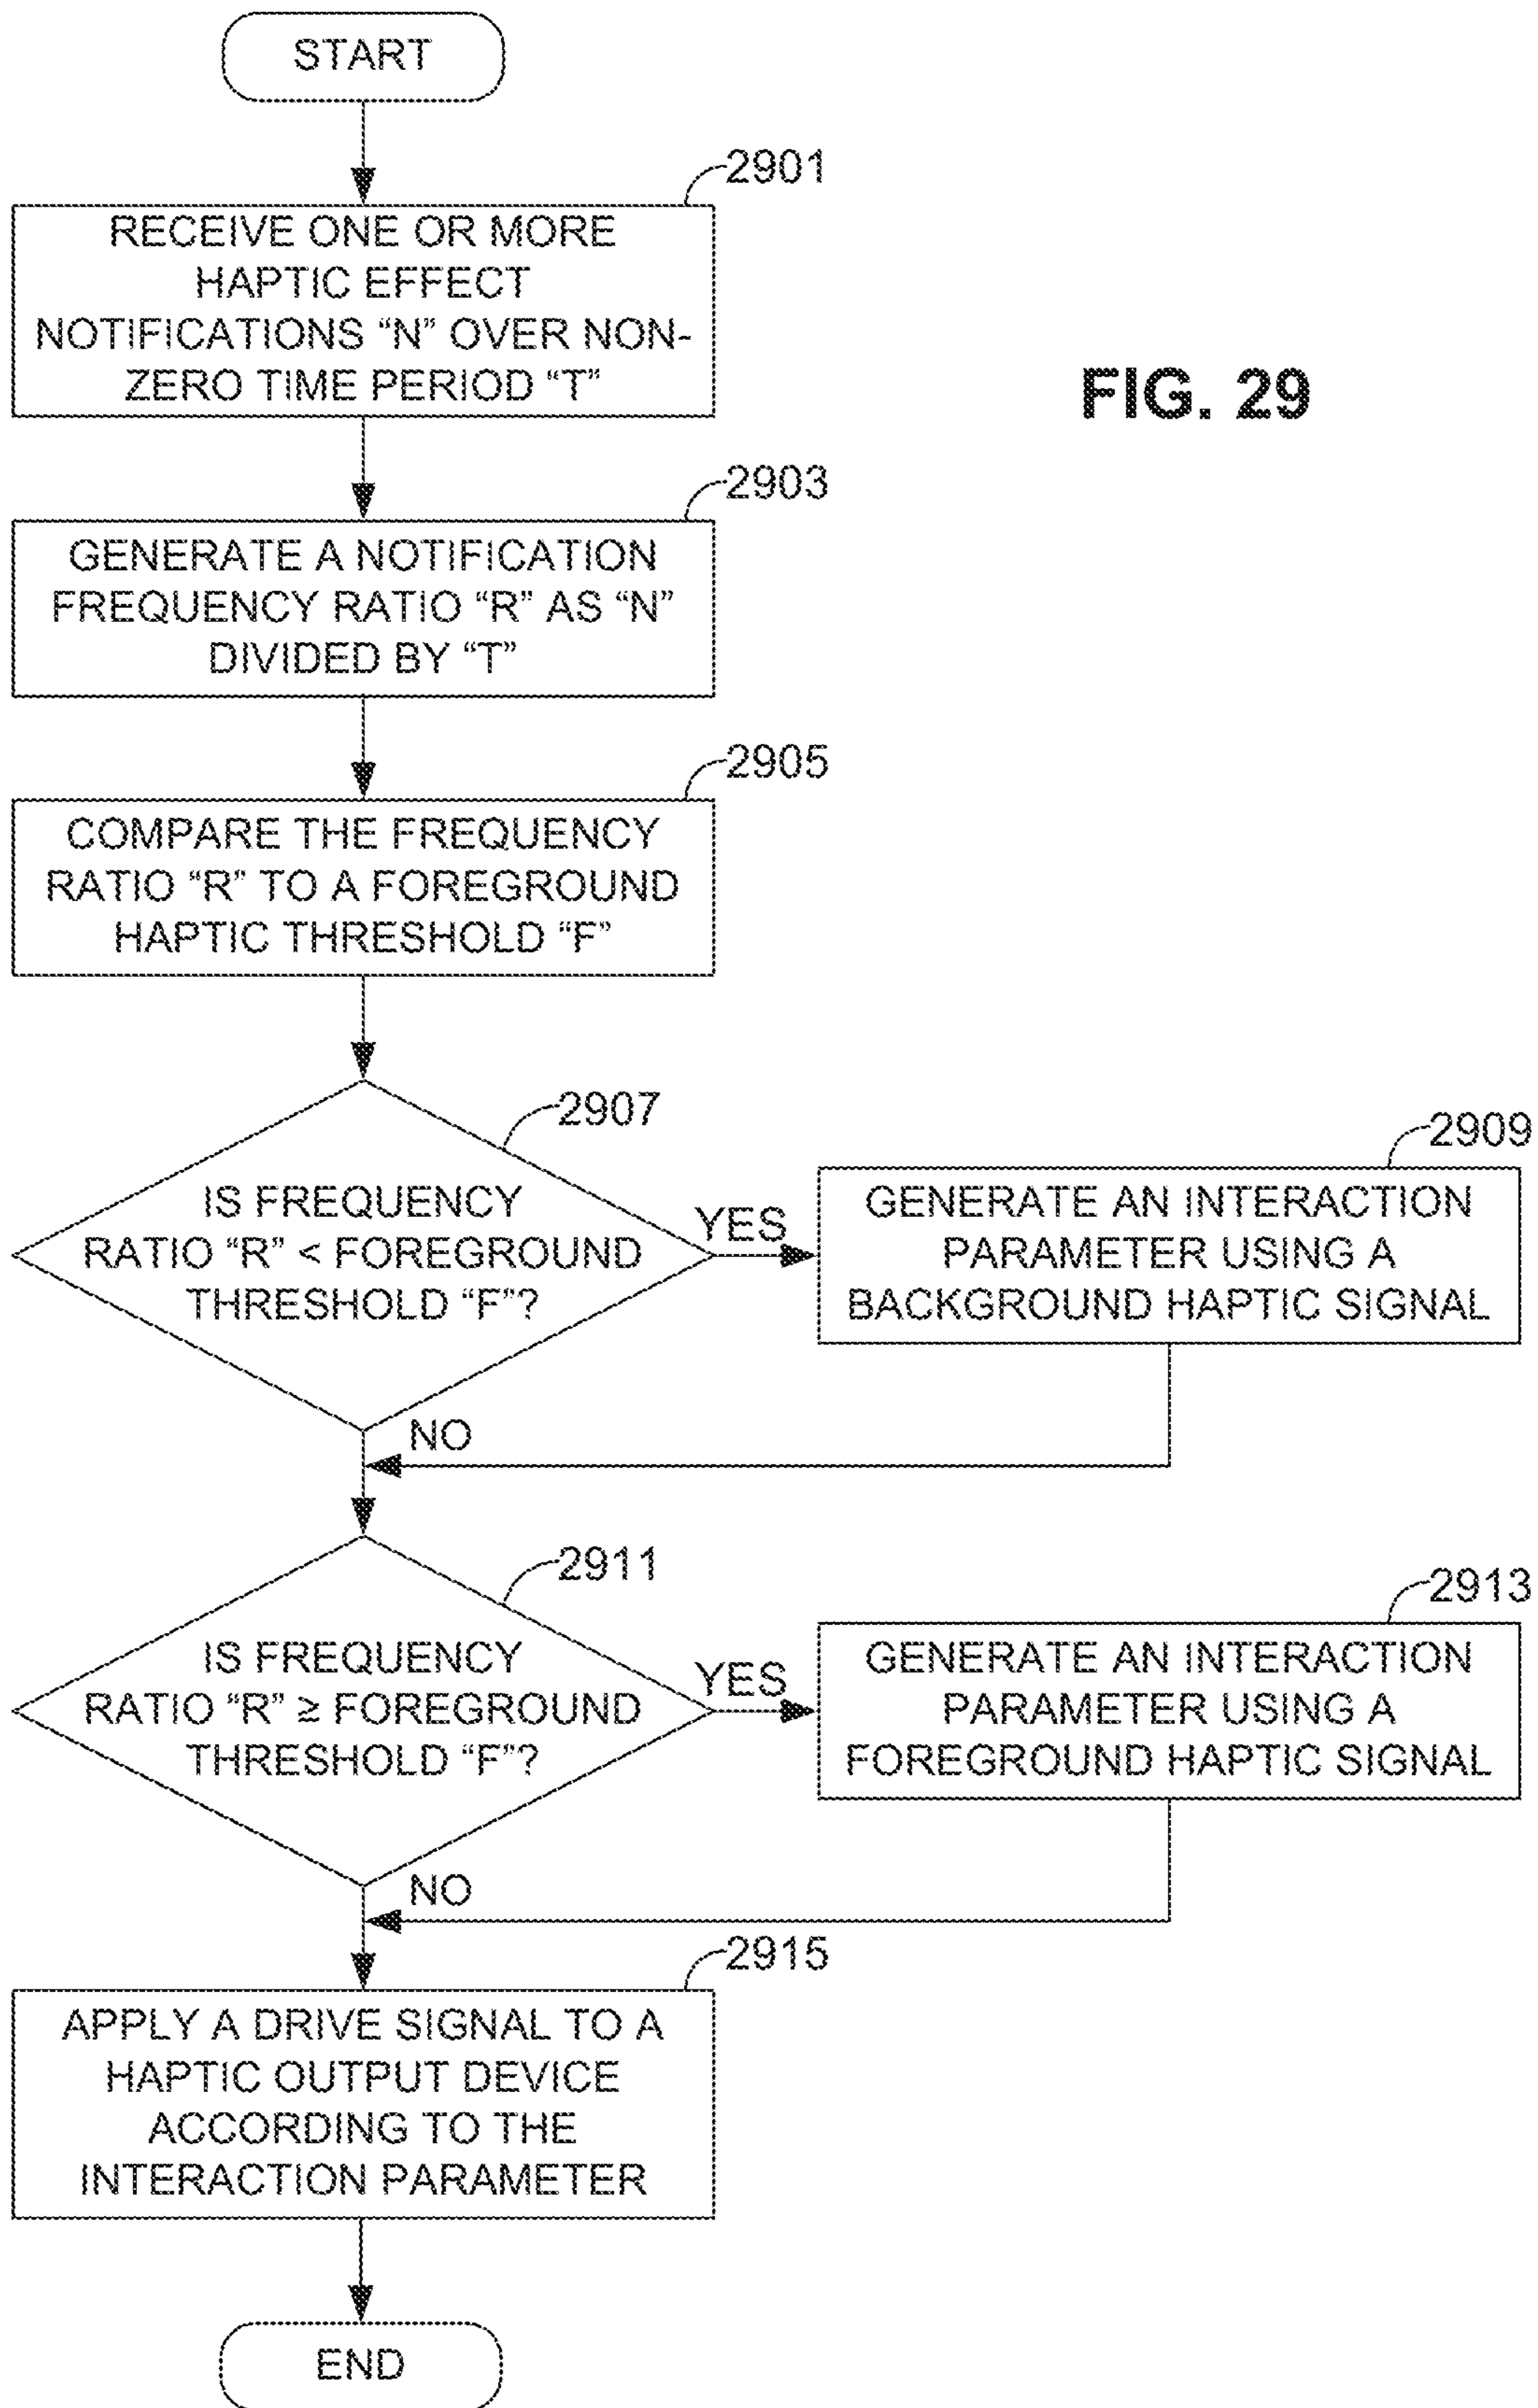 START
2901
RECEIVE ONE OR MORE
HAPTIC EFFECT
NOTIFICATIONS “N” OVER NON-
ZERO TIME PERIOD “T”
FIG. 29
2903
GENERATE A NOTIFICATION
FREQUENCY RATIO “R” AS “N”
DIVIDED BY “T”
2905
COMPARE THE FREQUENCY
RATIO “R” TO A FOREGROUND
HAPTIC THRESHOLD “F”
2907
IS FREQUENCY
RATIO “R” < FOREGROUND
THRESHOLD “F”?
YES
2909
GENERATE AN INTERACTION
PARAMETER USING A
BACKGROUND HAPTIC SIGNAL
NO
2911
IS FREQUENCY
RATIO “R” ≥ FOREGROUND
THRESHOLD “F”?
YES
2913
GENERATE AN INTERACTION
PARAMETER USING A
FOREGROUND HAPTIC SIGNAL
NO
2915
APPLY A DRIVE SIGNAL TO A
HAPTIC OUTPUT DEVICE
ACCORDING TO THE
INTERACTION PARAMETER
END